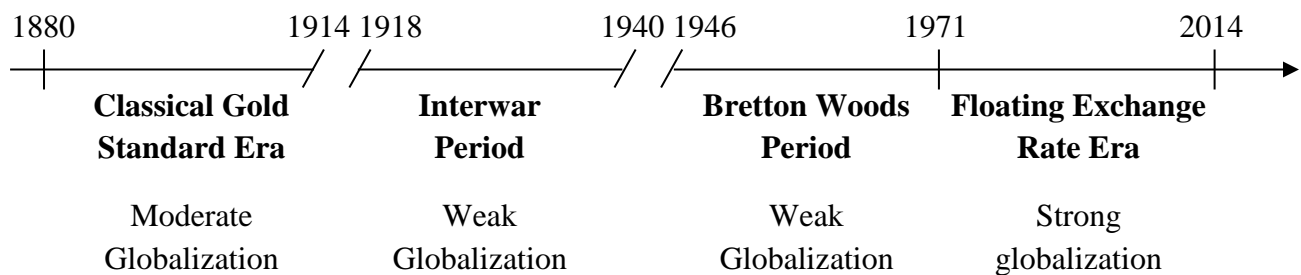 1880 1914 1918 1940 1946 1971 2014
Classical Gold Interwar Bretton Woods Floating Exchange
Standard Era Period Period Rate Era
Moderate Weak Weak Strong
Globalization Globalization Globalization globalization